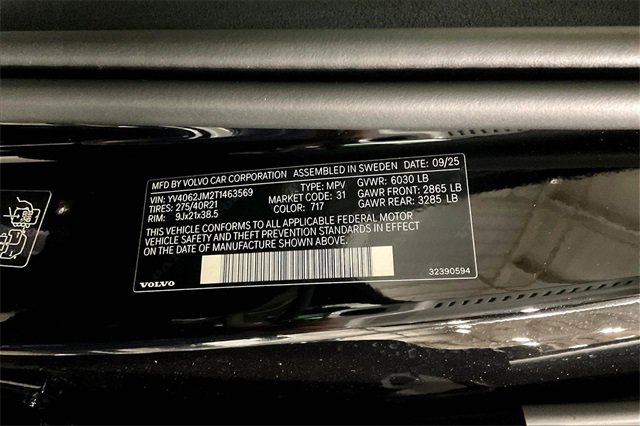 MFD BY VOLVO CAR CORPORATION ASSEMBLED IN SWEDEN DATE: 09/25
VIN: YV4062JM2T1463569 TYPE: MPV GVWR: 6030 LB
TIRES: 275/40R21 MARKET CODE: 31 GAWR FRONT: 2865 LB
RIM: 9Jx21x38.5 COLOR: 717 GAWR REAR: 3285 LB
THIS VEHICLE CONFORMS TO ALL APPLICABLE FEDERAL MOTOR
VEHICLE SAFETY, BUMPER, AND THEFT PREVENTION STANDARDS IN EFFECT
ON THE DATE OF MANUFACTURE SHOWN ABOVE.
VOLVO 32390594